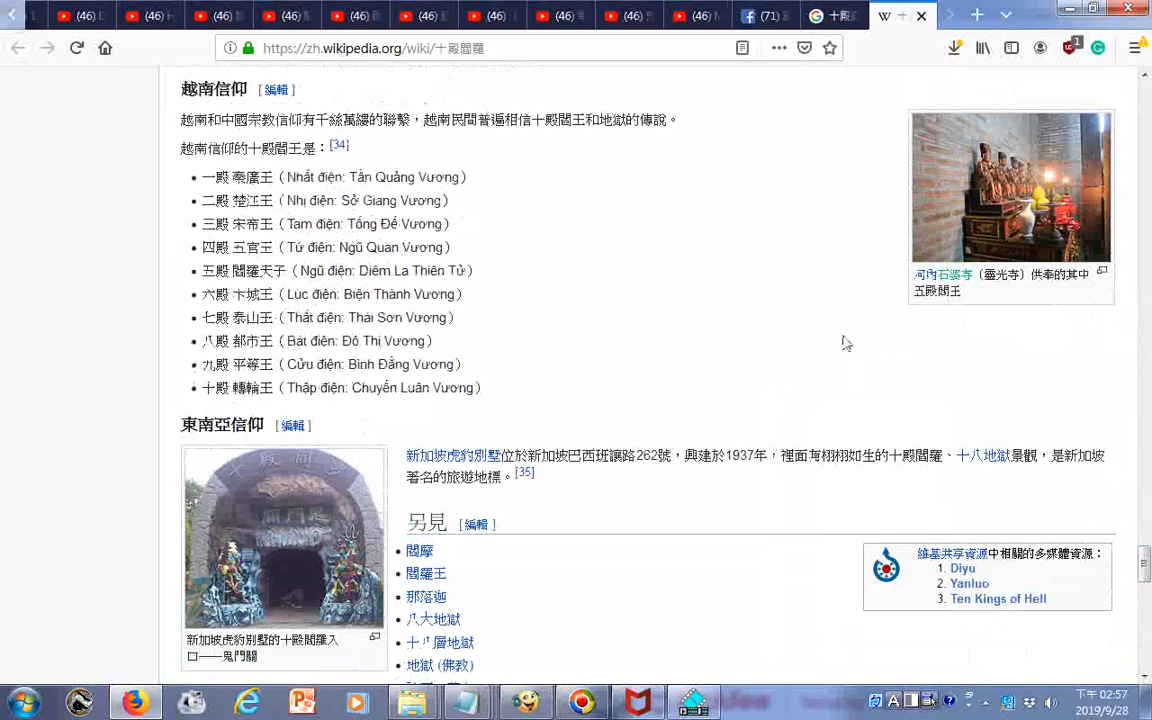 (46) D
(46) H
(46)
(46)
(46)
(46)
(46)
(46)
(46)
(46) N
(71)
十殿
W
https://zh.wikipedia.org/wiki/十殿閻羅
1
越南信仰 [編輯]
越南和中國宗教信仰有千絲萬縷的聯繫，越南民間普遍相信十殿閻王和地獄的傳說。
越南信仰的十殿閻王是：[34]
一殿 秦廣王（Nhất điện: Tần Quảng Vương）
二殿 楚江王（Nhị điện: Sở Giang Vương）
三殿 宋帝王（Tam điện: Tống Đế Vương）
四殿 五官王（Tứ điện: Ngũ Quan Vương）
五殿 閻羅天子（Ngũ điện: Diêm La Thiên Tử）
六殿 卞城王（Lục điện: Biện Thành Vương）
七殿 泰山王（Thất điện: Thái Sơn Vương）
八殿 都市王（Bát điện: Đô Thị Vương）
九殿 平等王（Cửu điện: Bình Đẳng Vương）
十殿 轉輪王（Thập điện: Chuyển Luân Vương）
河內石婆寺〔靈光寺〕供奉的其中
五殿閻王
東南亞信仰 [編輯]
新加坡虎豹別墅位於新加坡巴西班讓路262號，興建於1937年，裡面有栩栩如生的十殿閻羅、十八地獄景觀，是新加坡
著名的旅遊地標。[35]
新加坡虎豹別墅的十殿閻羅入
口——鬼門關
另見 [編輯]
閻摩
閻羅王
那落迦
八大地獄
十八層地獄
地獄 (佛教)
維基共享資源中相關的多媒體資源：
1. Diyu
2. Yanluo
3. Ten Kings of Hell
下午 02:57
2019/9/28